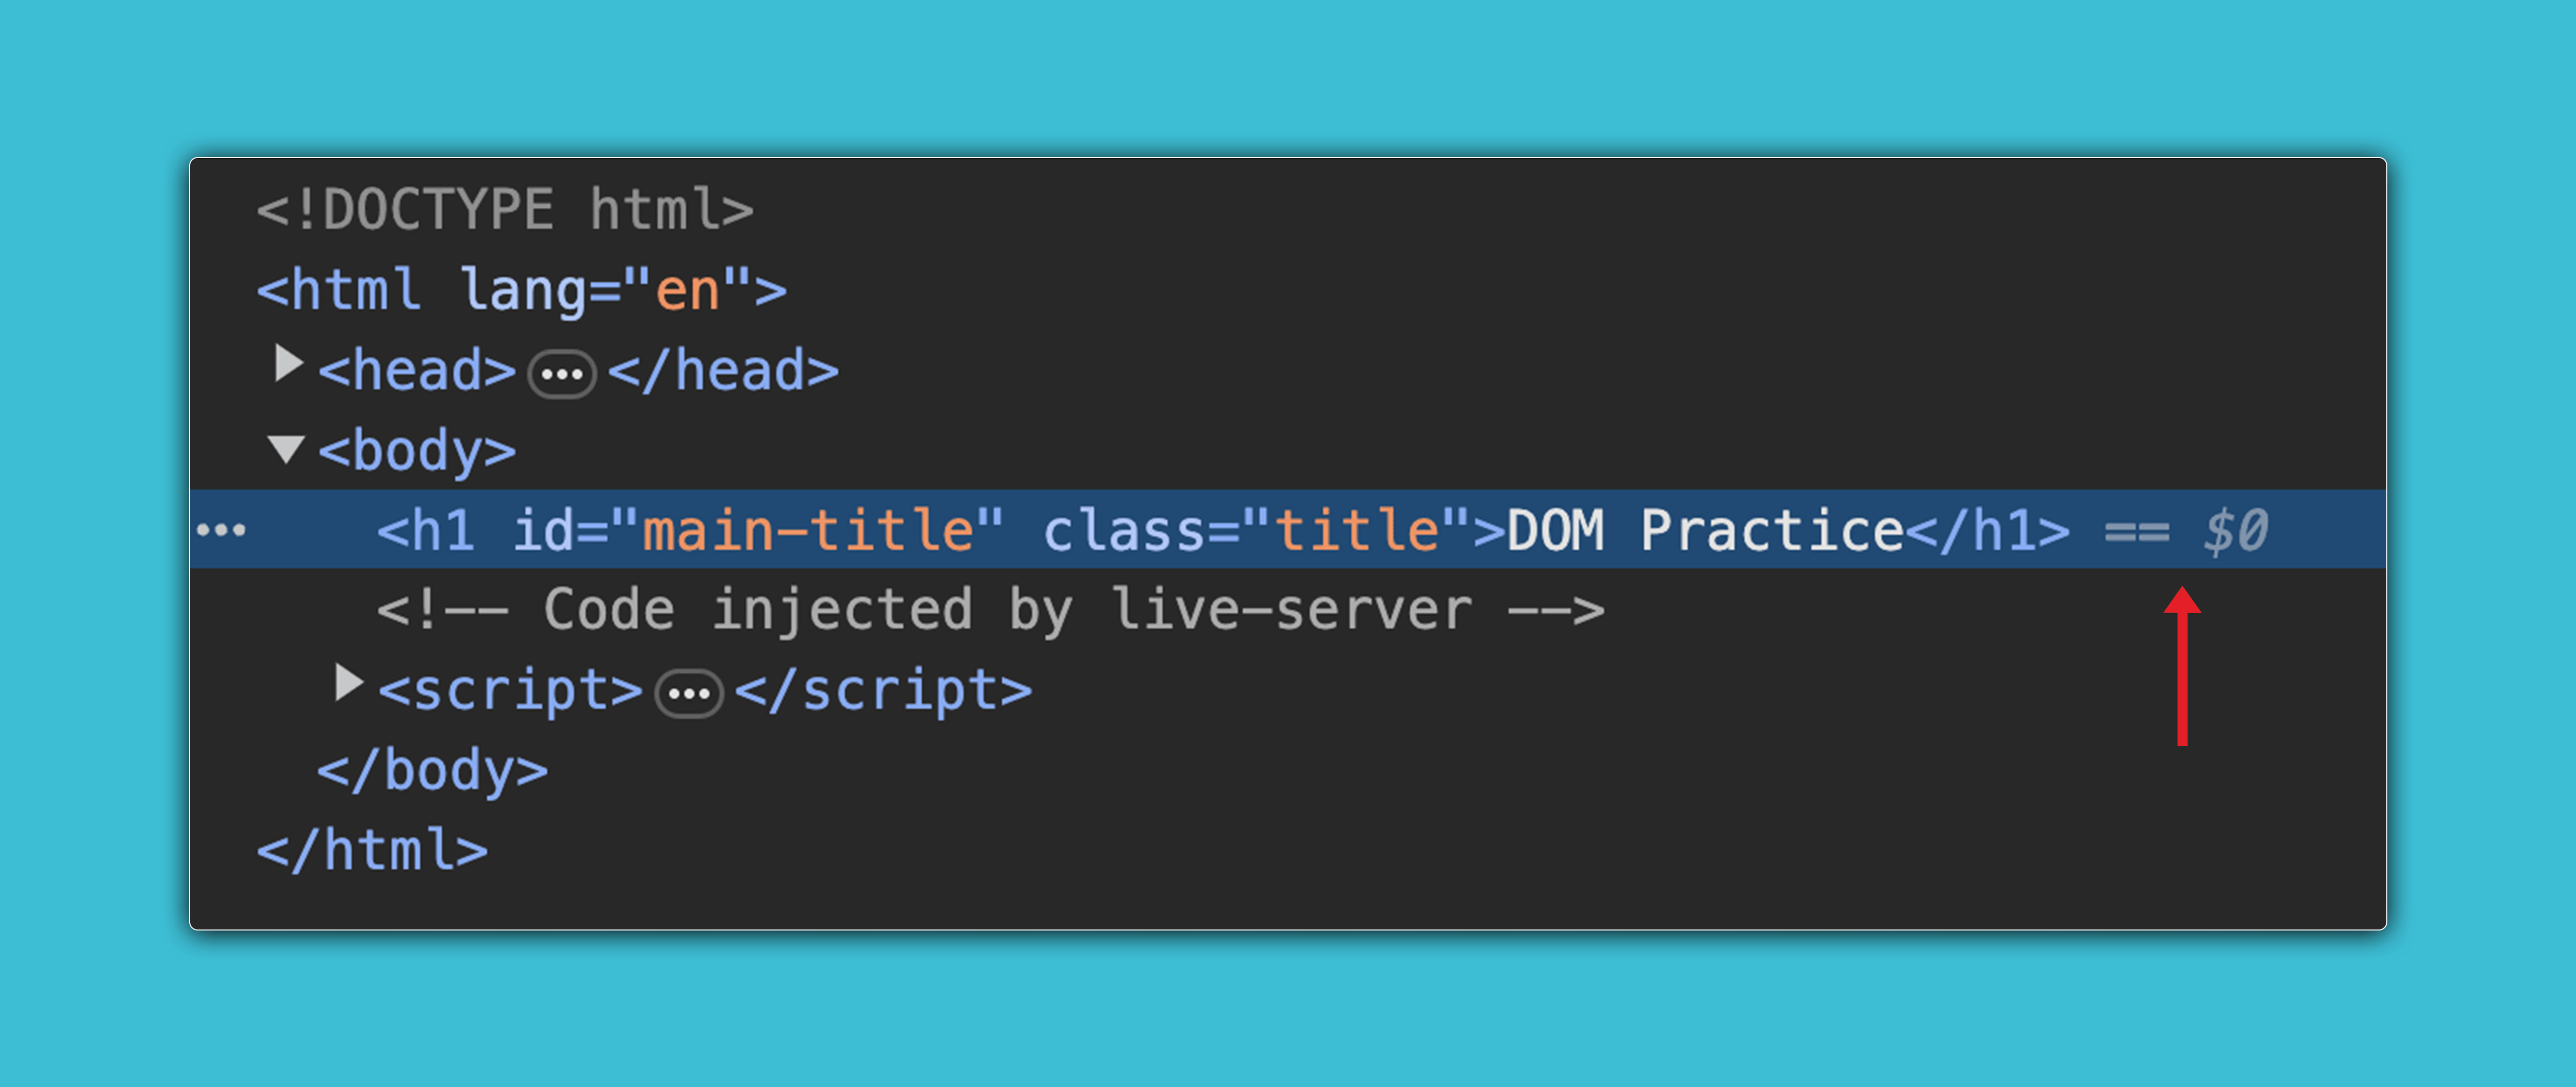 <!DOCTYPE html>
<html lang="en">
<head>…</head>
<body>
<h1 id="main-title" class="title">DOM Practice</h1> == $0
<!-- Code injected by live-server -->
<script>…</script>
</body>
</html>